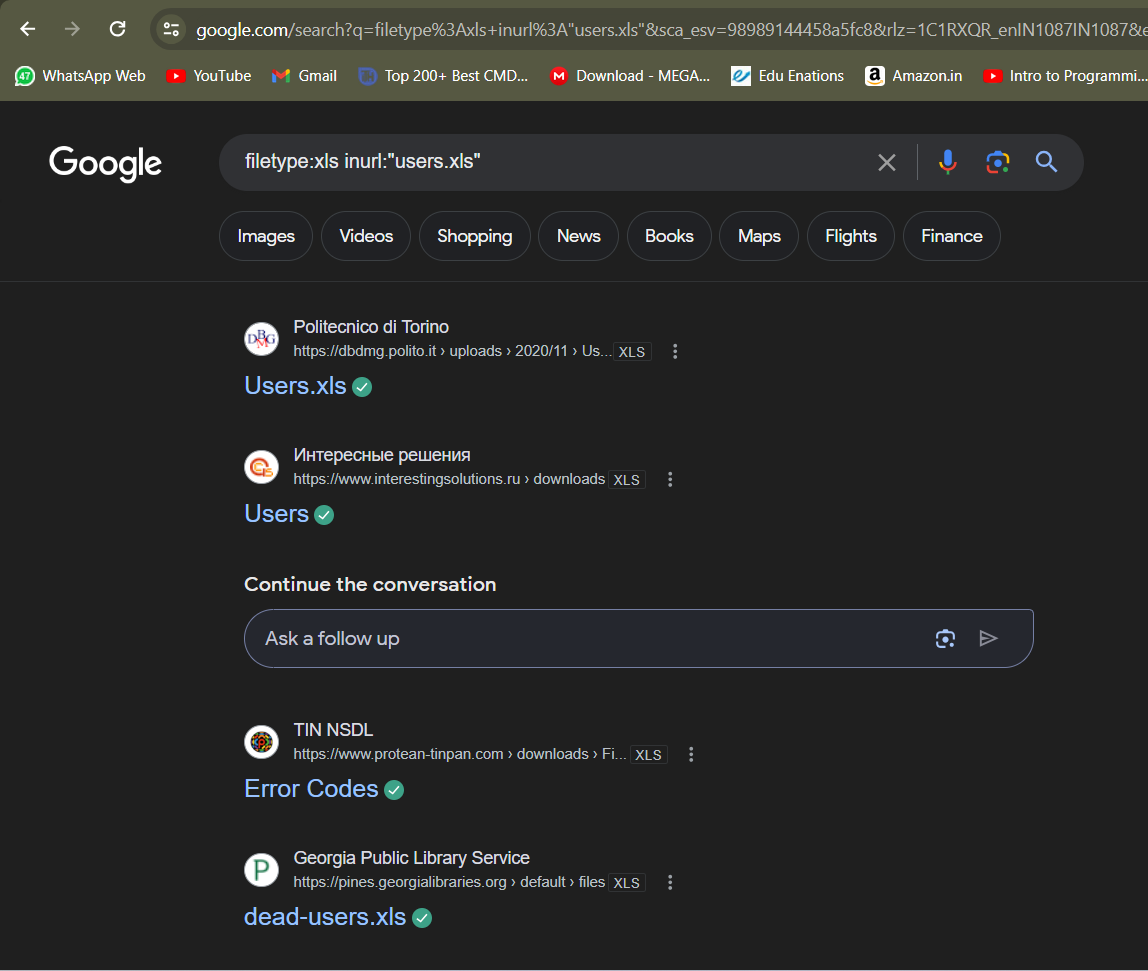 google.com/search?q=filetype%3Axls+inurl%3A"users.xls"&sca_esv=98989144458a5fc8&rlz=1C1RXQR_enIN1087IN1087&e
47 WhatsApp Web YouTube Gmail Top 200+ Best CMD... M Download - MEGA... Edu Enations a Amazon.in Intro to Programmi...
Google
filetype:xls inurl:"users.xls"
Images Videos Shopping News Books Maps Flights Finance
DBMG Politecnico di Torino
https://dbdmg.polito.it › uploads › 2020/11 › Us... XLS
Users.xls
Интересные решения
https://www.interestingsolutions.ru › downloads XLS
Users
Continue the conversation
Ask a follow up
TIN NSDL
https://www.protean-tinpan.com › downloads › Fi... XLS
Error Codes
P Georgia Public Library Service
https://pines.georgialibraries.org › default › files XLS
dead-users.xls